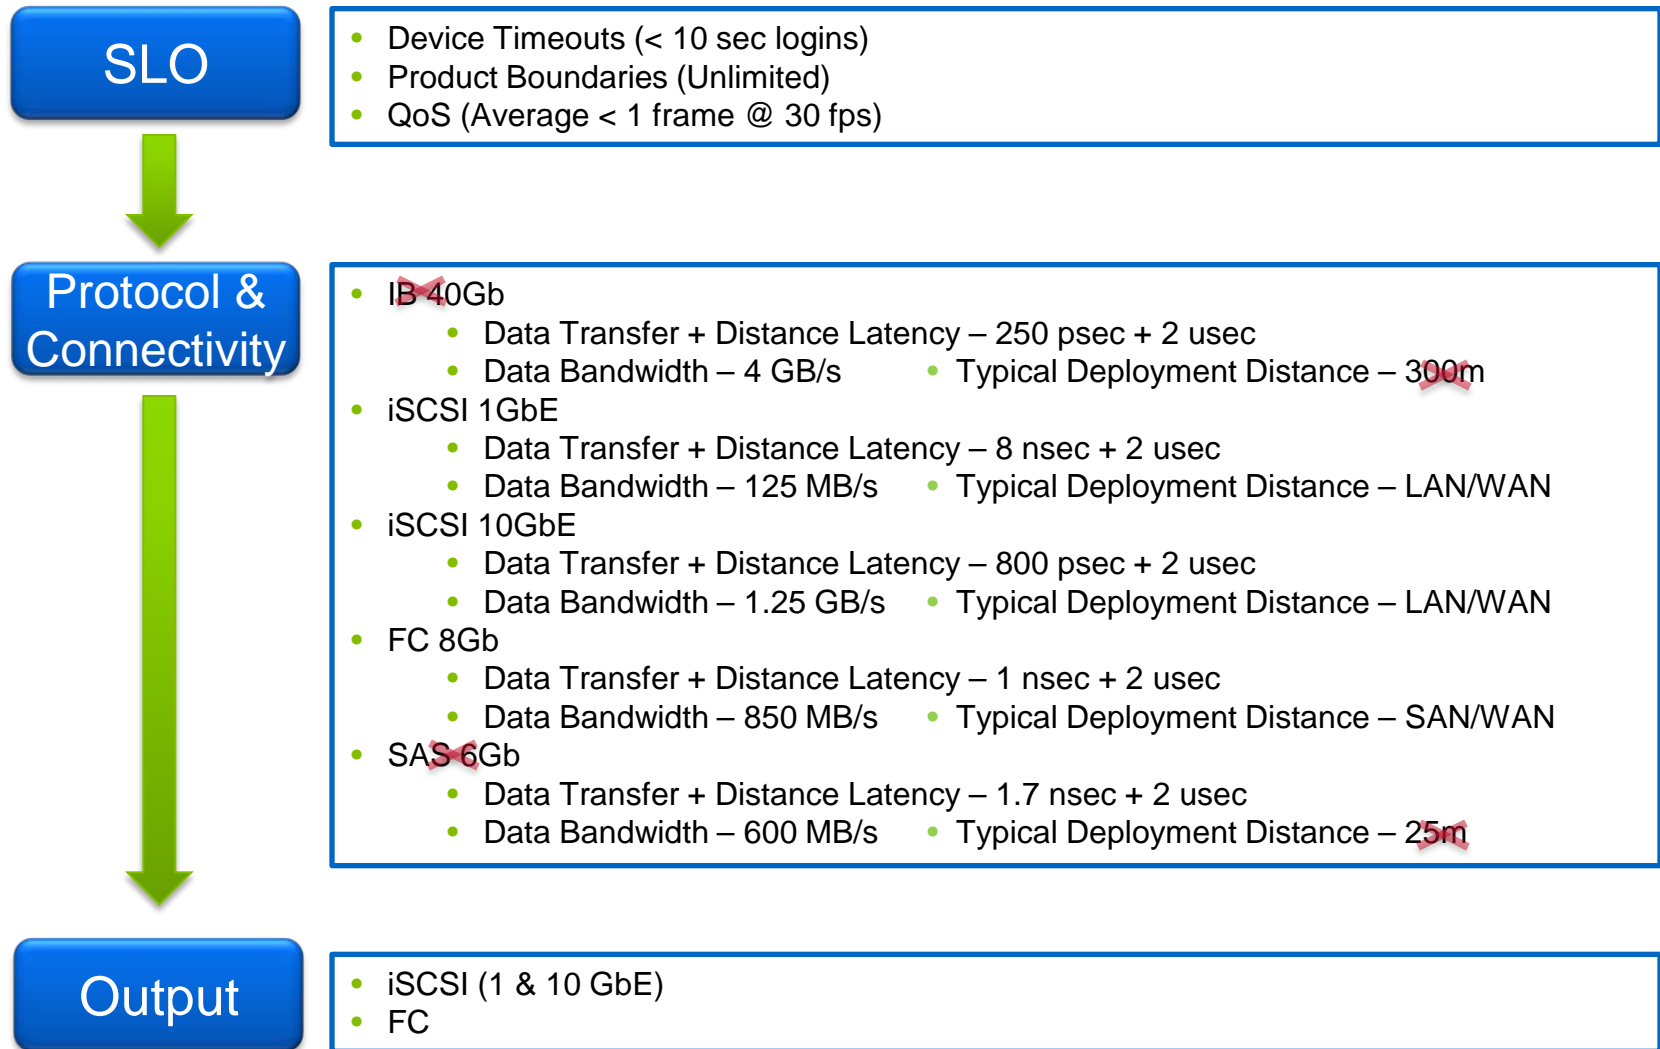 SLO
• Device Timeouts (< 10 sec logins)
• Product Boundaries (Unlimited)
• QoS (Average < 1 frame @ 30 fps)
Protocol &
Connectivity
• IB 40Gb
• Data Transfer + Distance Latency – 250 psec + 2 usec
• Data Bandwidth – 4 GB/s • Typical Deployment Distance – 300m
• iSCSI 1GbE
• Data Transfer + Distance Latency – 8 nsec + 2 usec
• Data Bandwidth – 125 MB/s • Typical Deployment Distance – LAN/WAN
• iSCSI 10GbE
• Data Transfer + Distance Latency – 800 psec + 2 usec
• Data Bandwidth – 1.25 GB/s • Typical Deployment Distance – LAN/WAN
• FC 8Gb
• Data Transfer + Distance Latency – 1 nsec + 2 usec
• Data Bandwidth – 850 MB/s • Typical Deployment Distance – SAN/WAN
• SAS 6Gb
• Data Transfer + Distance Latency – 1.7 nsec + 2 usec
• Data Bandwidth – 600 MB/s • Typical Deployment Distance – 25m
Output
• iSCSI (1 & 10 GbE)
• FC